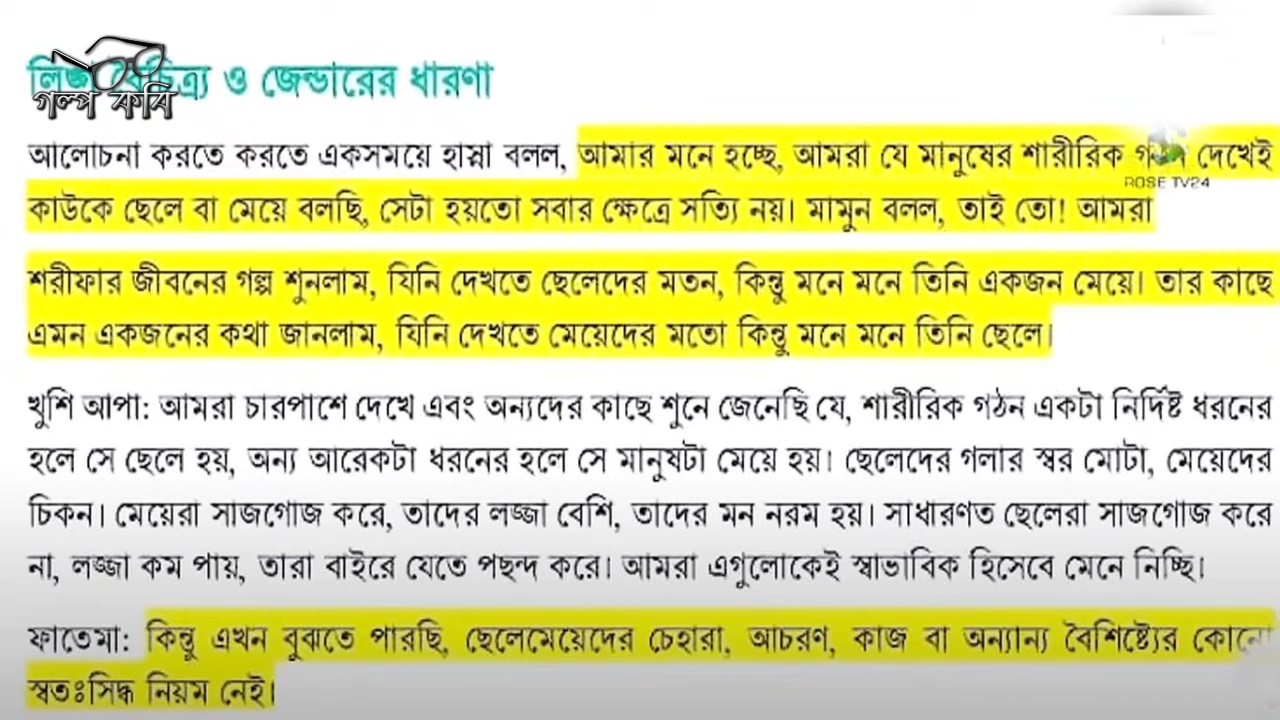 লিঙ্গ বৈচিত্র্য ও জেন্ডারের ধারণা
গল্প কবি
আলোচনা করতে করতে একসময়ে হাস্না বলল, আমার মনে হচ্ছে, আমরা যে মানুষের শারীরিক গঠন দেখেই
ROSE TV24
কাউকে ছেলে বা মেয়ে বলছি, সেটা হয়তো সবার ক্ষেত্রে সত্যি নয়। মামুন বলল, তাই তো! আমরা
শরীফার জীবনের গল্প শুনলাম, যিনি দেখতে ছেলেদের মতন, কিন্তু মনে মনে তিনি একজন মেয়ে। তার কাছে
এমন একজনের কথা জানলাম, যিনি দেখতে মেয়েদের মতো কিন্তু মনে মনে তিনি ছেলে।
খুশি আপা: আমরা চারপাশে দেখে এবং অন্যদের কাছে শুনে জেনেছি যে, শারীরিক গঠন একটা নির্দিষ্ট ধরনের
হলে সে ছেলে হয়, অন্য আরেকটা ধরনের হলে সে মানুষটা মেয়ে হয়। ছেলেদের গলার স্বর মোটা, মেয়েদের
চিকন। মেয়েরা সাজগোজ করে, তাদের লজ্জা বেশি, তাদের মন নরম হয়। সাধারণত ছেলেরা সাজগোজ করে
না, লজ্জা কম পায়, তারা বাইরে যেতে পছন্দ করে। আমরা এগুলোকেই স্বাভাবিক হিসেবে মেনে নিচ্ছি।
ফাতেমা: কিন্তু এখন বুঝতে পারছি, ছেলেমেয়েদের চেহারা, আচরণ, কাজ বা অন্যান্য বৈশিষ্ট্যের কোনো
স্বতঃসিদ্ধ নিয়ম নেই।